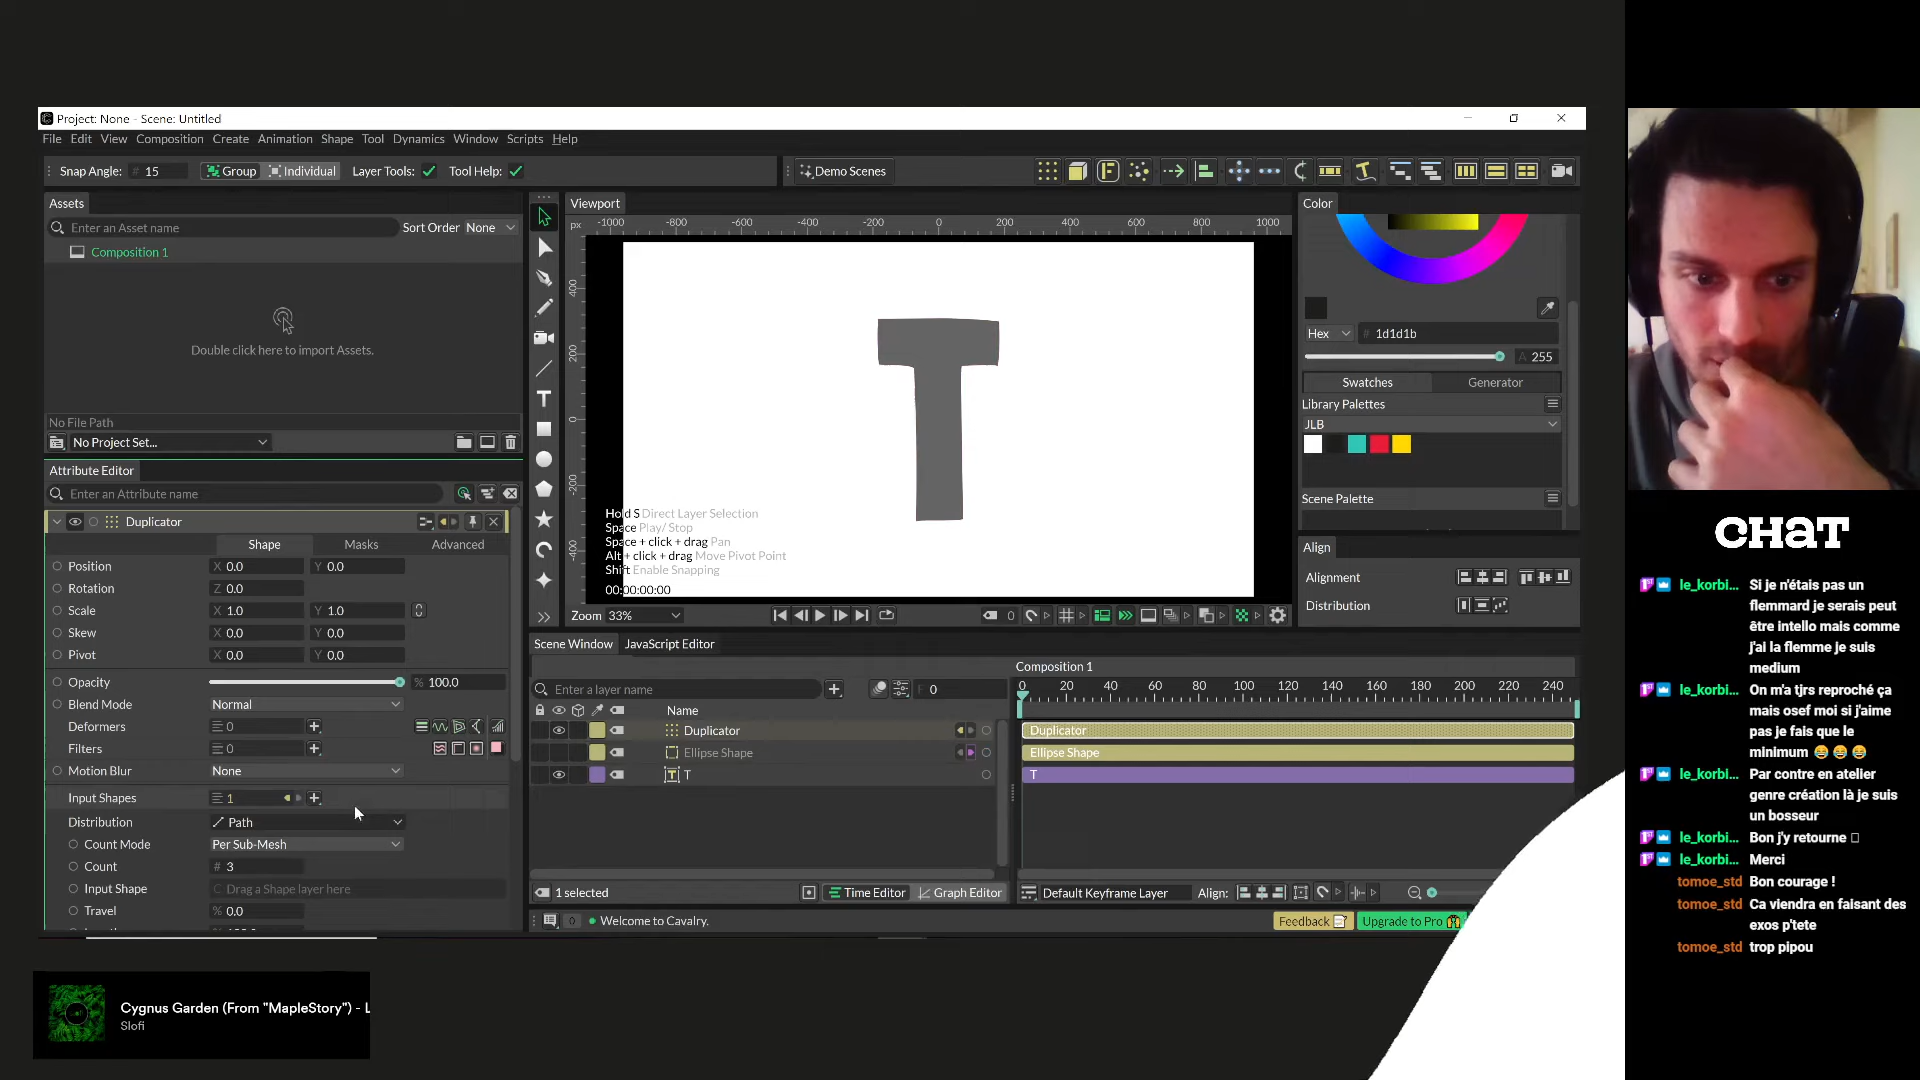 Project: None - Scene: Untitled
File Edit View Composition Create Animation Shape Tool Dynamics Window Scripts Help
Snap Angle: # 15 Group Individual Layer Tools: Tool Help: Demo Scenes
Assets
Enter an Asset name Sort Order None
Composition 1
Double click here to import Assets.
No File Path
No Project Set...
Attribute Editor
Enter an Attribute name
Duplicator
Shape Masks Advanced
Position X 0.0 Y 0.0
Rotation Z 0.0
Scale X 1.0 Y 1.0
Skew X 0.0 Y 0.0
Pivot X 0.0 Y 0.0
Opacity % 100.0
Blend Mode Normal
Deformers 0
Filters 0
Motion Blur None
Input Shapes 1
Distribution Path
Count Mode Per Sub-Mesh
Count # 3
Input Shape Drag a Shape layer here
Travel % 0.0
Viewport
px -1000 -800 -600 -400 -200 0 200 400 600 800 1000
400
200
0
-200
-400
T
Hold S Direct Layer Selection
Space Play/ Stop
Space + click + drag Pan
Alt + click + drag Move Pivot Point
Shift Enable Snapping
00:00:00:00
Zoom 33% 0
Color
Hex # 1d1d1b
A 255
Swatches Generator
Library Palettes
JLB
Scene Palette
Align
Alignment
Distribution
Scene Window JavaScript Editor
Enter a layer name F 0
Name
Duplicator
Ellipse Shape
T
Composition 1
0 20 40 60 80 100 120 140 160 180 200 220 240
Duplicator
Ellipse Shape
T
1 selected Time Editor Graph Editor
Default Keyframe Layer Align:
0 Welcome to Cavalry. Feedback Upgrade to Pro
Cygnus Garden (From "MapleStory") - L
Slofi
CHAT
le_korbi... Si je n'étais pas un
flemmard je serais peut
être intello mais comme
j'ai la flemme je suis
medium
le_korbi... On m'a tjrs reproché ça
mais osef moi si j'aime
pas je fais que le
minimum 😂 😂 😂
le_korbi... Par contre en atelier
genre création là je suis
un bosseur
le_korbi... Bon j'y retourne
le_korbi... Merci
tomoe_std Bon courage !
tomoe_std Ca viendra en faisant des
exos p'tete
tomoe_std trop pipou